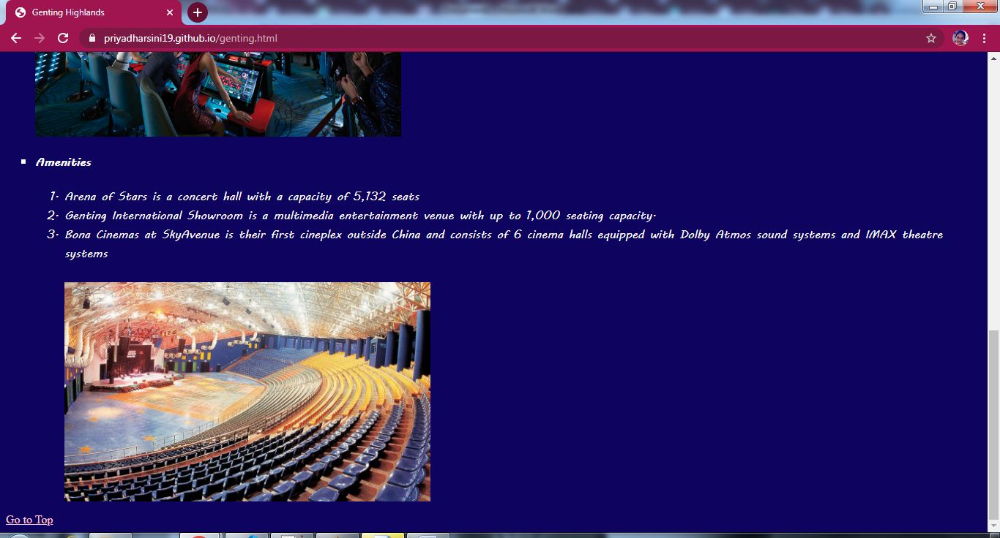 Genting Highlands
priyadharsini19.github.io/genting.html
Amenities
1. Arena of Stars is a concert hall with a capacity of 5,132 seats
2. Genting International Showroom is a multimedia entertainment venue with up to 1,000 seating capacity.
3. Bona Cinemas at SkyAvenue is their first cineplex outside China and consists of 6 cinema halls equipped with Dolby Atmos sound systems and IMAX theatre
systems
Go to Top